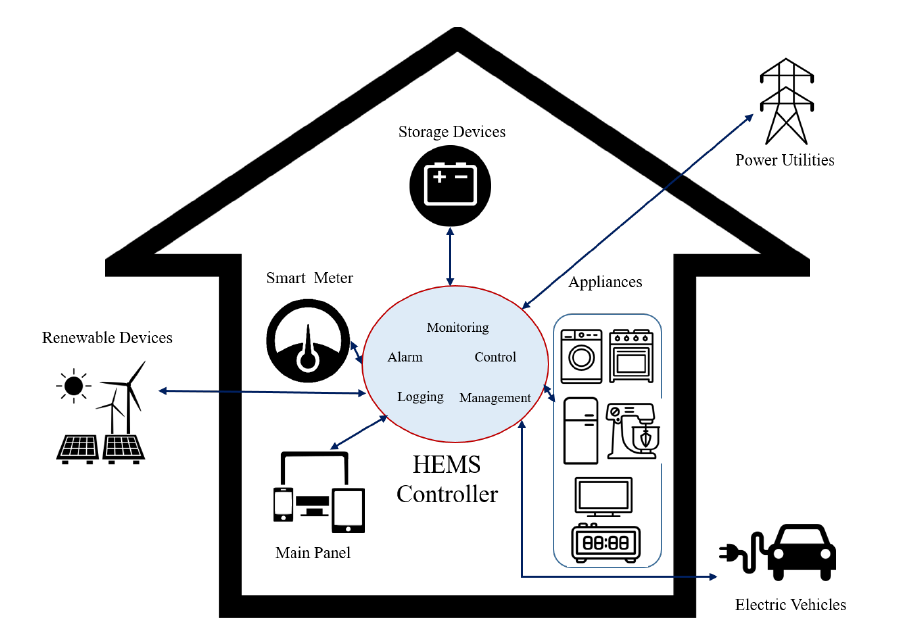 Storage Devices
Power Utilities
Smart Meter
Appliances
Renewable Devices
Monitoring
Alarm
Control
Logging
Management
HEMS
Controller
Main Panel
88:88
Electric Vehicles